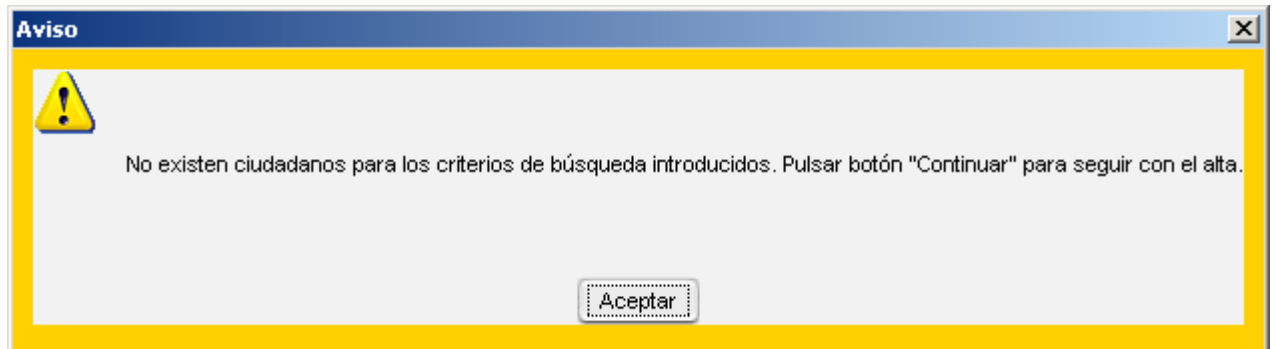 Aviso
No existen ciudadanos para los criterios de búsqueda introducidos. Pulsar botón "Continuar" para seguir con el alta.
Aceptar